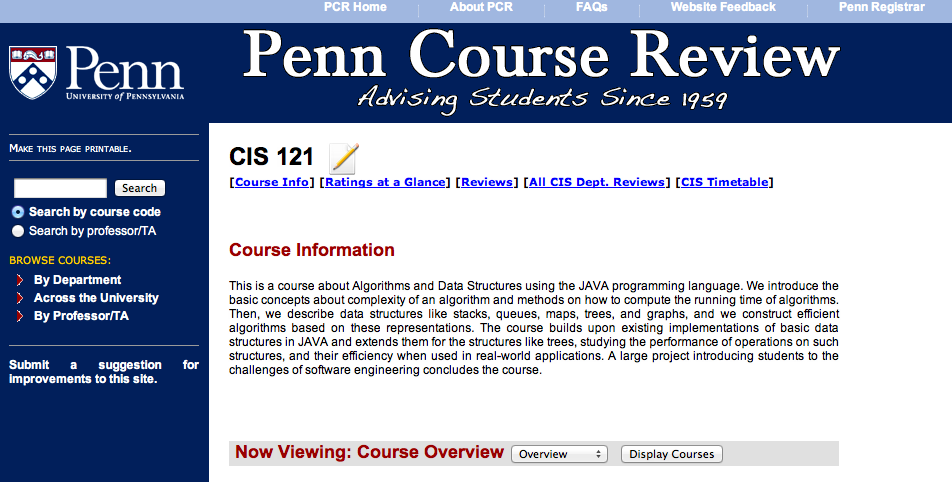 PCR Home About PCR FAQs Website Feedback Penn Registrar
Penn
UNIVERSITY OF PENNSYLVANIA
Penn Course Review
Advising Students Since 1959
MAKE THIS PAGE PRINTABLE.
Search
Search by course code
Search by professor/TA
BROWSE COURSES:
By Department
Across the University
By Professor/TA
Submit a suggestion for
improvements to this site.
CIS 121
[Course Info] [Ratings at a Glance] [Reviews] [All CIS Dept. Reviews] [CIS Timetable]
Course Information
This is a course about Algorithms and Data Structures using the JAVA programming language. We introduce the
basic concepts about complexity of an algorithm and methods on how to compute the running time of algorithms.
Then, we describe data structures like stacks, queues, maps, trees, and graphs, and we construct efficient
algorithms based on these representations. The course builds upon existing implementations of basic data
structures in JAVA and extends them for the structures like trees, studying the performance of operations on such
structures, and their efficiency when used in real-world applications. A large project introducing students to the
challenges of software engineering concludes the course.
Now Viewing: Course Overview Overview Display Courses